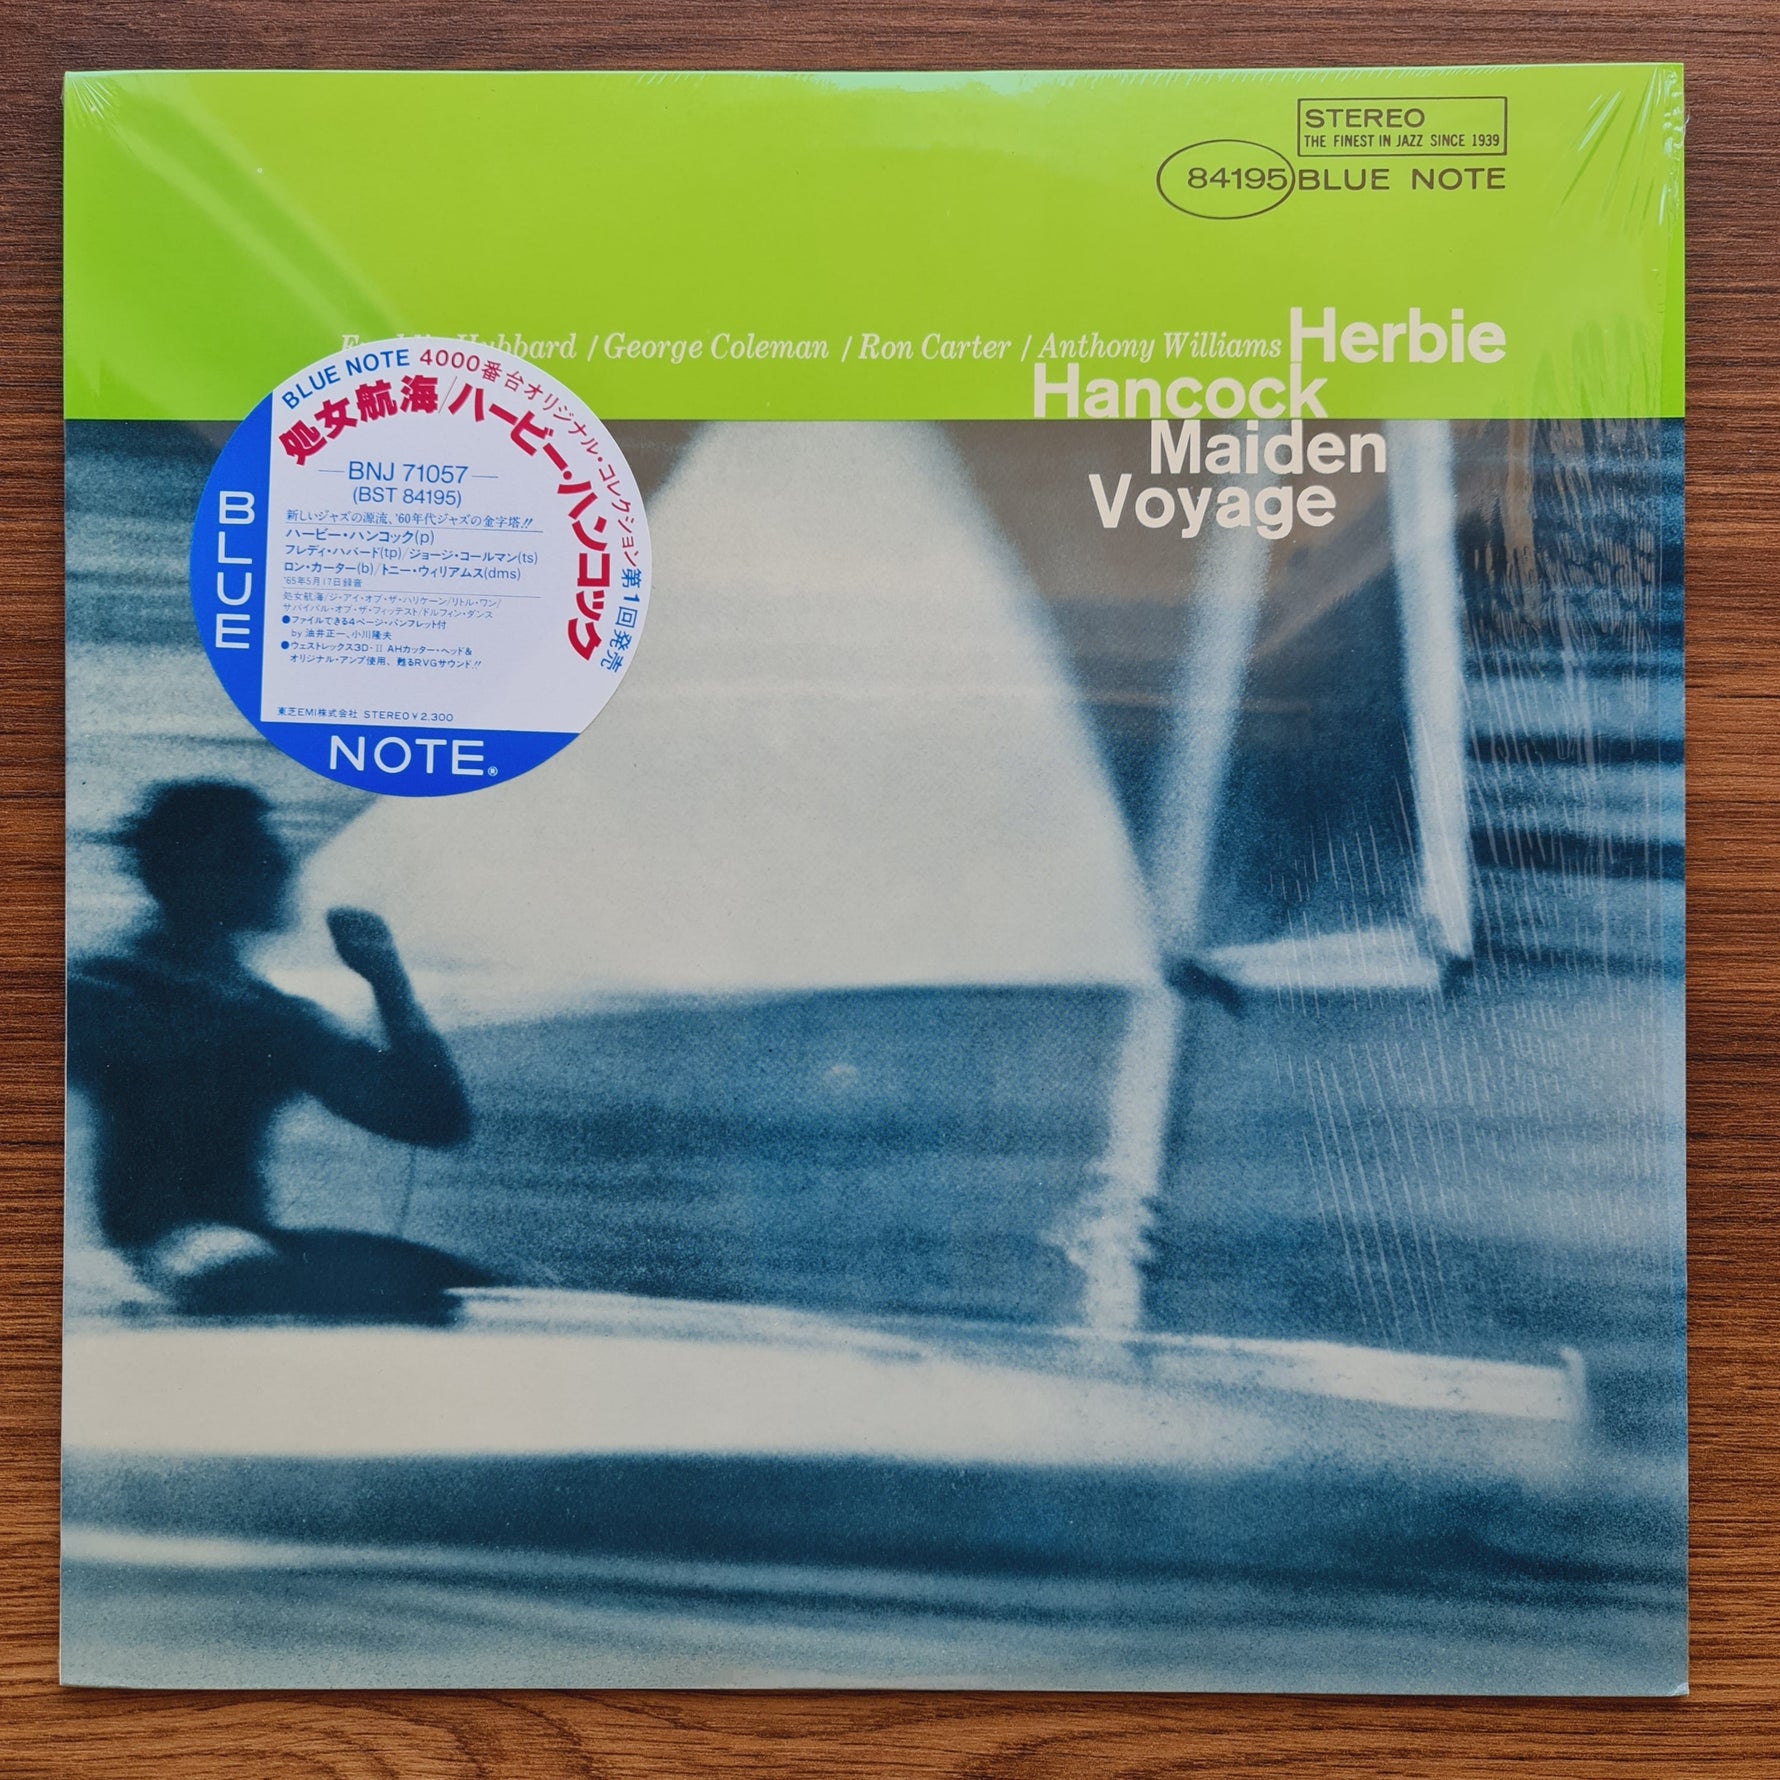 STEREO
THE FINEST IN JAZZ SINCE 1939
84195 BLUE NOTE
Hubbard / George Coleman / Ron Carter / Anthony Williams Herbie
Hancock
Maiden
Voyage
BLUE NOTE 4000番台オリジナル・コレクション第1回発売
処女航海/ハービー・ハンコック
BNJ 71057
(BST 84195)
新しいジャズの源流、'60年代ジャズの金字塔!!
ハービー・ハンコック(p)
フレディ・ハバード(tp)/ジョージ・コールマン(ts)
ロン・カーター(b)/トニー・ウィリアムス(dms)
'65年5月17日録音
処女航海/ジ・アイ・オブ・ザ・ハリケーン/リトル・ワン/
サバイバル・オブ・ザ・フィッテスト/ドルフィン・ダンス
●ファイルできる4ページ・パンフレット付
by 油井正一、小川隆夫
●ウェストレックス3D・II AHカッター・ヘッド&
オリジナル・アンプ使用、甦るRVGサウンド!!
東芝EMI株式会社 STEREO ¥2,300
BLUE
NOTE®